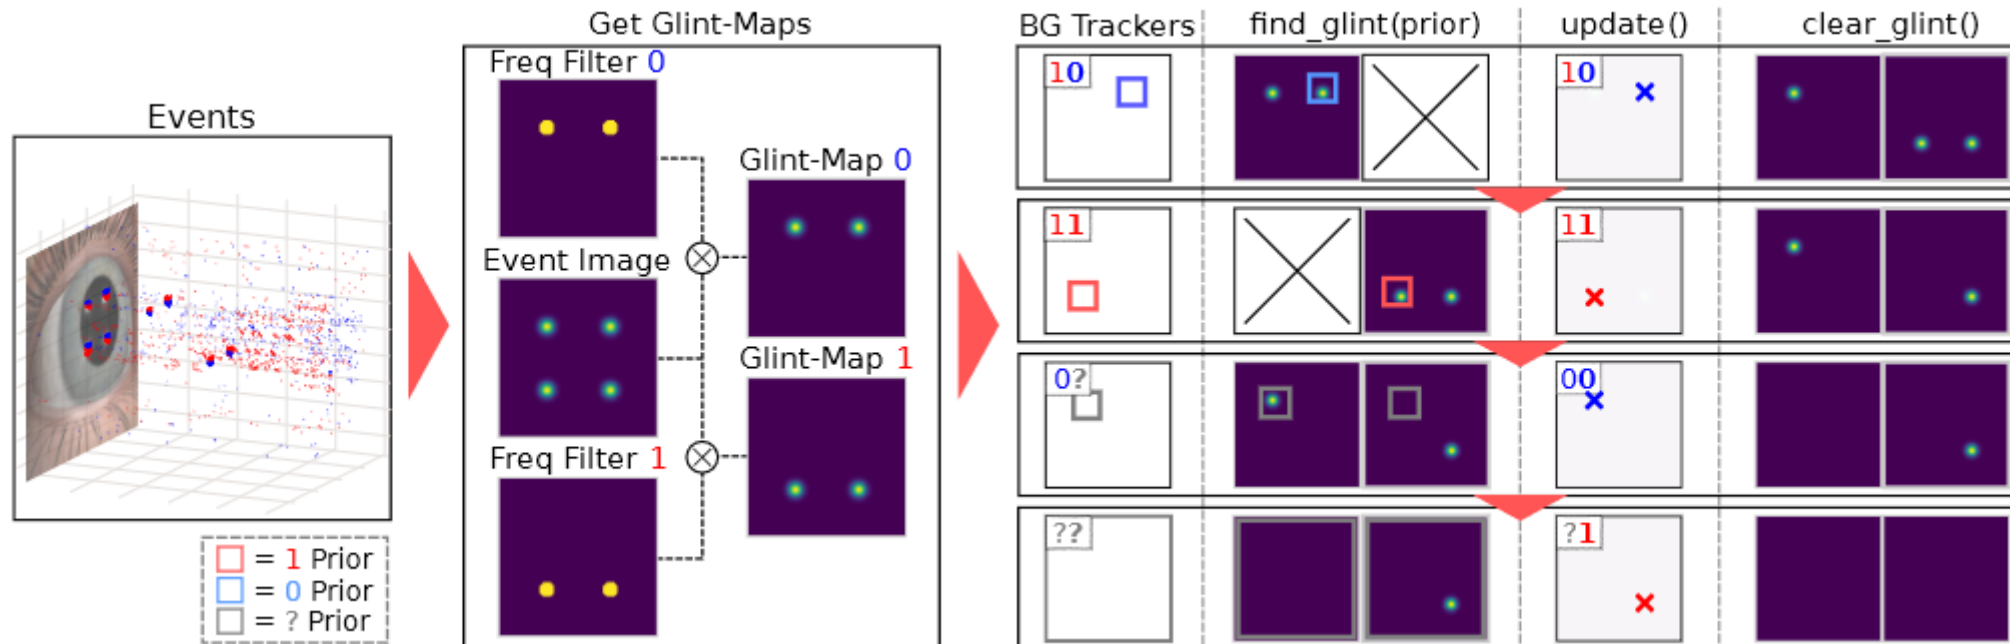 Events
= 1 Prior
= 0 Prior
= ? Prior
Get Glint-Maps
Freq Filter 0
Event Image
Freq Filter 1
Glint-Map 0
Glint-Map 1
BG Trackers find_glint(prior) update() clear_glint()
10 10
11 11
0? 00
?? ?1